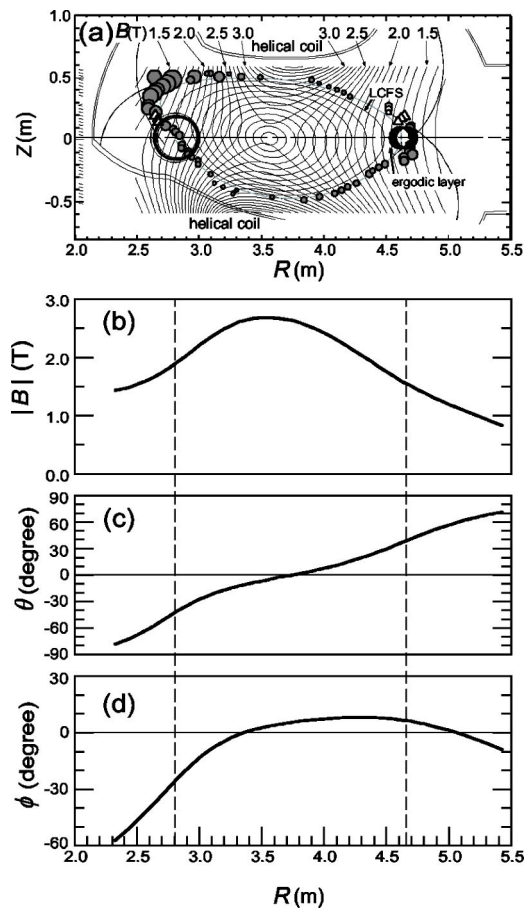 (a) B(T) 1.5 2.0 2.5 3.0 3.0 2.5 2.0 1.5
helical coil
1.0
0.5
0
-0.5
Z(m)
LCFS
ergodic layer
helical coil
2.0 2.5 3.0 3.5 4.0 4.5 5.0 5.5
R(m)
(b)
3.0
2.0
1.0
0.0
|B| (T)
(c)
90
60
30
0
-30
-60
-90
θ (degree)
(d)
30
0
-30
-60
ϕ (degree)
2.0 2.5 3.0 3.5 4.0 4.5 5.0 5.5
R(m)